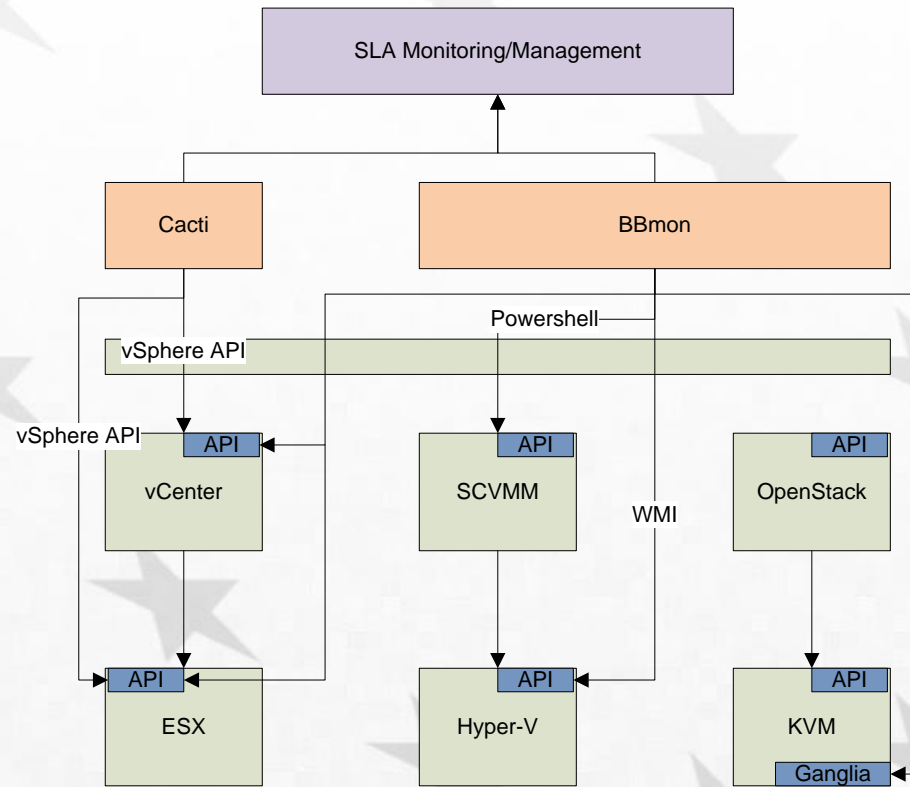 SLA Monitoring/Management
Cacti
BBmon
Powershell
vSphere API
vSphere API
API
API
API
vCenter
SCVMM
OpenStack
WMI
API
API
API
ESX
Hyper-V
KVM
Ganglia